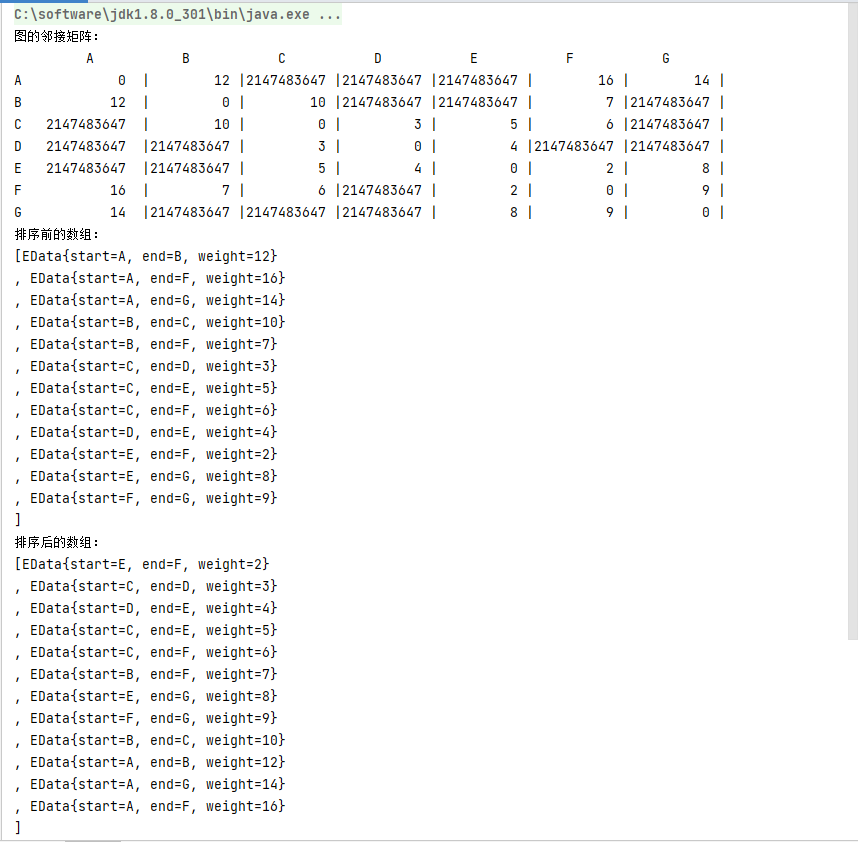 C:\software\jdk1.8.0_301\bin\java.exe ...
图的邻接矩阵:
A B C D E F G
A 0 | 12 |2147483647 |2147483647 |2147483647 | 16 | 14 |
B 12 | 0 | 10 |2147483647 |2147483647 | 7 |2147483647 |
C 2147483647 | 10 | 0 | 3 | 5 | 6 |2147483647 |
D 2147483647 |2147483647 | 3 | 0 | 4 |2147483647 |2147483647 |
E 2147483647 |2147483647 | 5 | 4 | 0 | 2 | 8 |
F 16 | 7 | 6 |2147483647 | 2 | 0 | 9 |
G 14 |2147483647 |2147483647 |2147483647 | 8 | 9 | 0 |
排序前的数组:
[EData{start=A, end=B, weight=12}
, EData{start=A, end=F, weight=16}
, EData{start=A, end=G, weight=14}
, EData{start=B, end=C, weight=10}
, EData{start=B, end=F, weight=7}
, EData{start=C, end=D, weight=3}
, EData{start=C, end=E, weight=5}
, EData{start=C, end=F, weight=6}
, EData{start=D, end=E, weight=4}
, EData{start=E, end=F, weight=2}
, EData{start=E, end=G, weight=8}
, EData{start=F, end=G, weight=9}
]
排序后的数组:
[EData{start=E, end=F, weight=2}
, EData{start=C, end=D, weight=3}
, EData{start=D, end=E, weight=4}
, EData{start=C, end=E, weight=5}
, EData{start=C, end=F, weight=6}
, EData{start=B, end=F, weight=7}
, EData{start=E, end=G, weight=8}
, EData{start=F, end=G, weight=9}
, EData{start=B, end=C, weight=10}
, EData{start=A, end=B, weight=12}
, EData{start=A, end=G, weight=14}
, EData{start=A, end=F, weight=16}
]